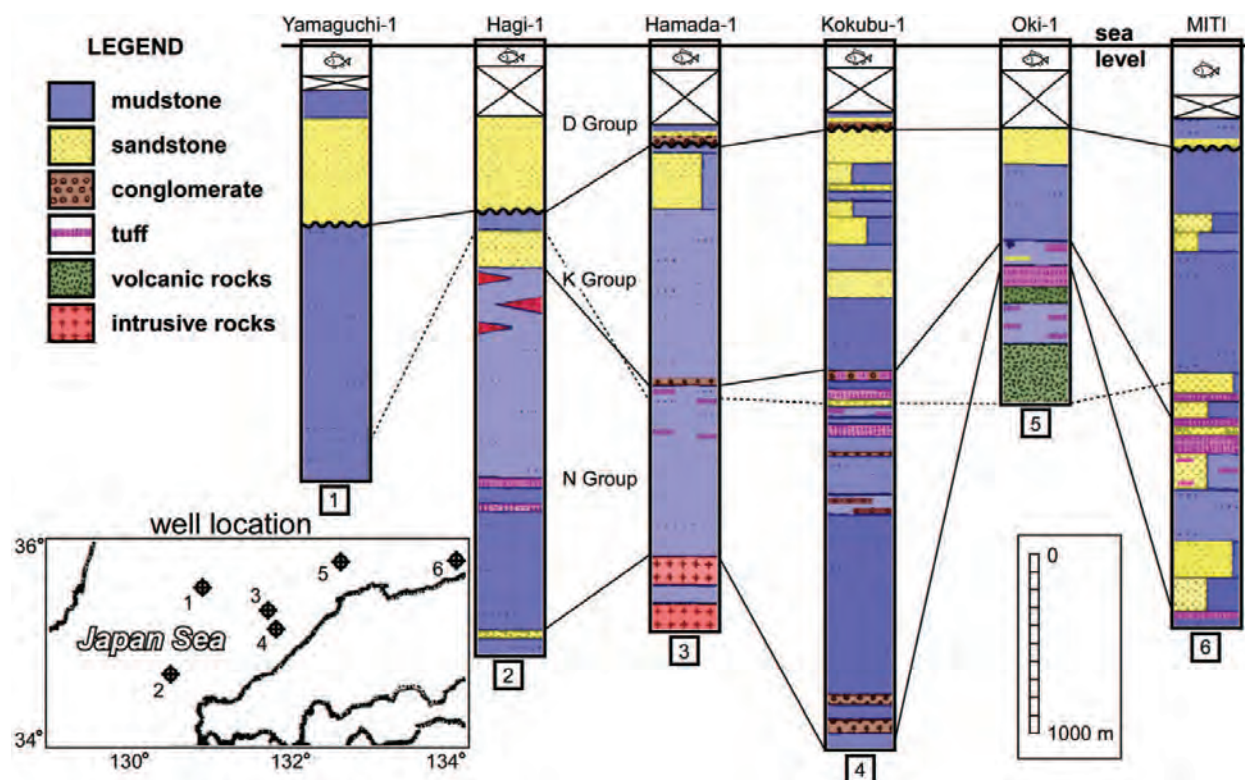 Yamaguchi-1 Hagi-1 Hamada-1 Kokubu-1 Oki-1 MITI
sea
level
LEGEND
mudstone
sandstone
conglomerate
tuff
volcanic rocks
intrusive rocks
D Group
K Group
N Group
1
2
3
4
5
6
well location
36°
34°
130° 132° 134°
Japan Sea
1
2
3
4
5
6
0
1000 m